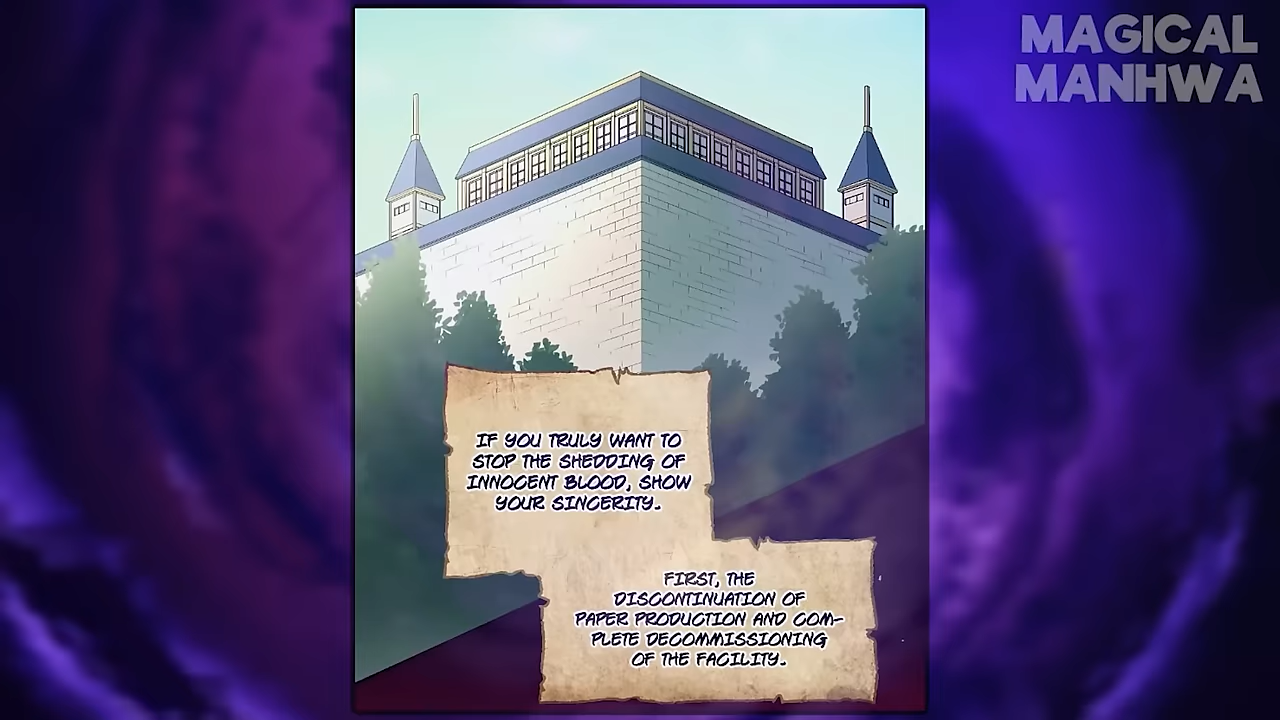 MAGICAL
MANHWA
IF YOU TRULY WANT TO
STOP THE SHEDDING OF
INNOCENT BLOOD, SHOW
YOUR SINCERITY.
FIRST, THE
DISCONTINUATION OF
PAPER PRODUCTION AND COM-
PLETE DECOMMISSIONING
OF THE FACILITY.